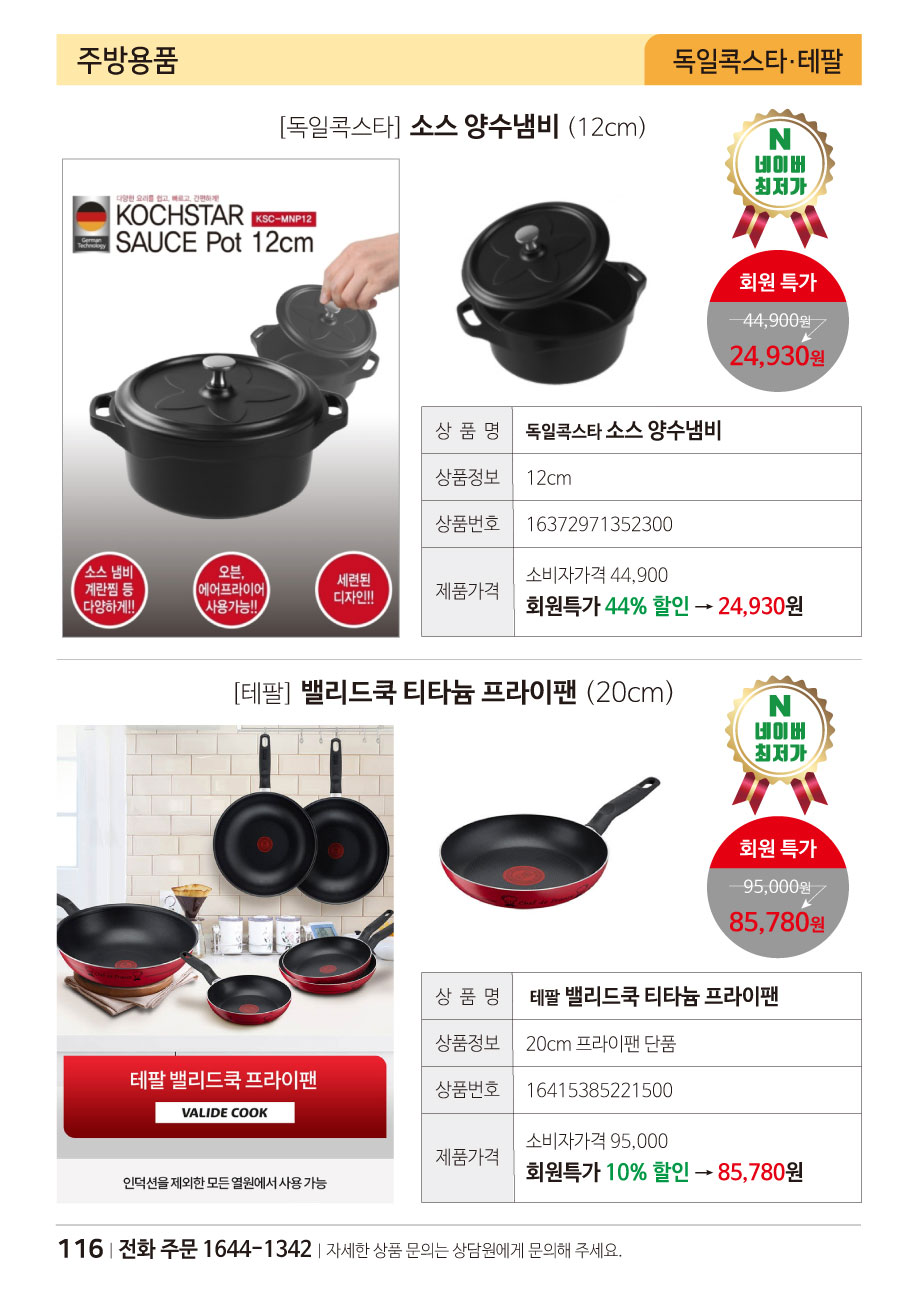 주방용품
독일콕스타·테팔
[독일콕스타] 소스 양수냄비 (12cm)
N
네이버
최저가
회원 특가
44,900원
24,930원
다양한 요리를 쉽고, 빠르고, 간편하게!
German Technology
KOCHSTAR KSC-MNP12
SAUCE Pot 12cm
소스 냄비
계란찜 등
다양하게!!
오븐,
에어프라이어
사용가능!!
세련된
디자인!!!
상 품 명 독일콕스타 소스 양수냄비
상품정보 12cm
상품번호 16372971352300
제품가격
소비자가격 44,900
회원특가 44% 할인 → 24,930원
[테팔] 밸리드쿡 티타늄 프라이팬 (20cm)
N
네이버
최저가
회원 특가
95,000원
85,780원
테팔 밸리드쿡 프라이팬
VALIDE COOK
인덕션을 제외한 모든 열원에서 사용 가능
상 품 명 테팔 밸리드쿡 티타늄 프라이팬
상품정보 20cm 프라이팬 단품
상품번호 16415385221500
제품가격
소비자가격 95,000
회원특가 10% 할인 → 85,780원
116 | 전화 주문 1644-1342 | 자세한 상품 문의는 상담원에게 문의해 주세요.